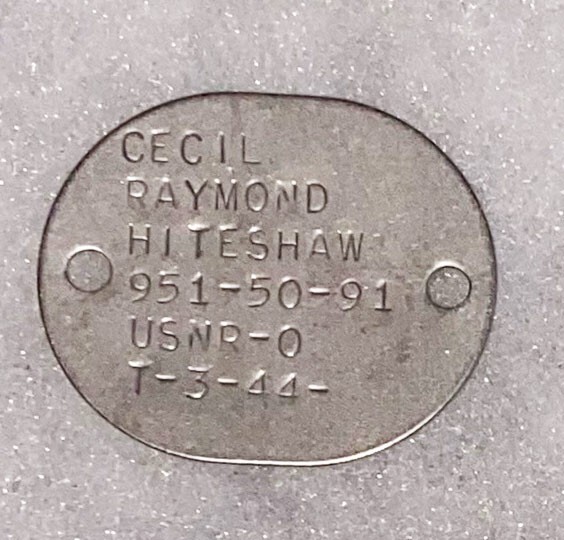 CECIL
RAYMOND
HITESHAW
951-50-91
USNR-O
T-3-44-